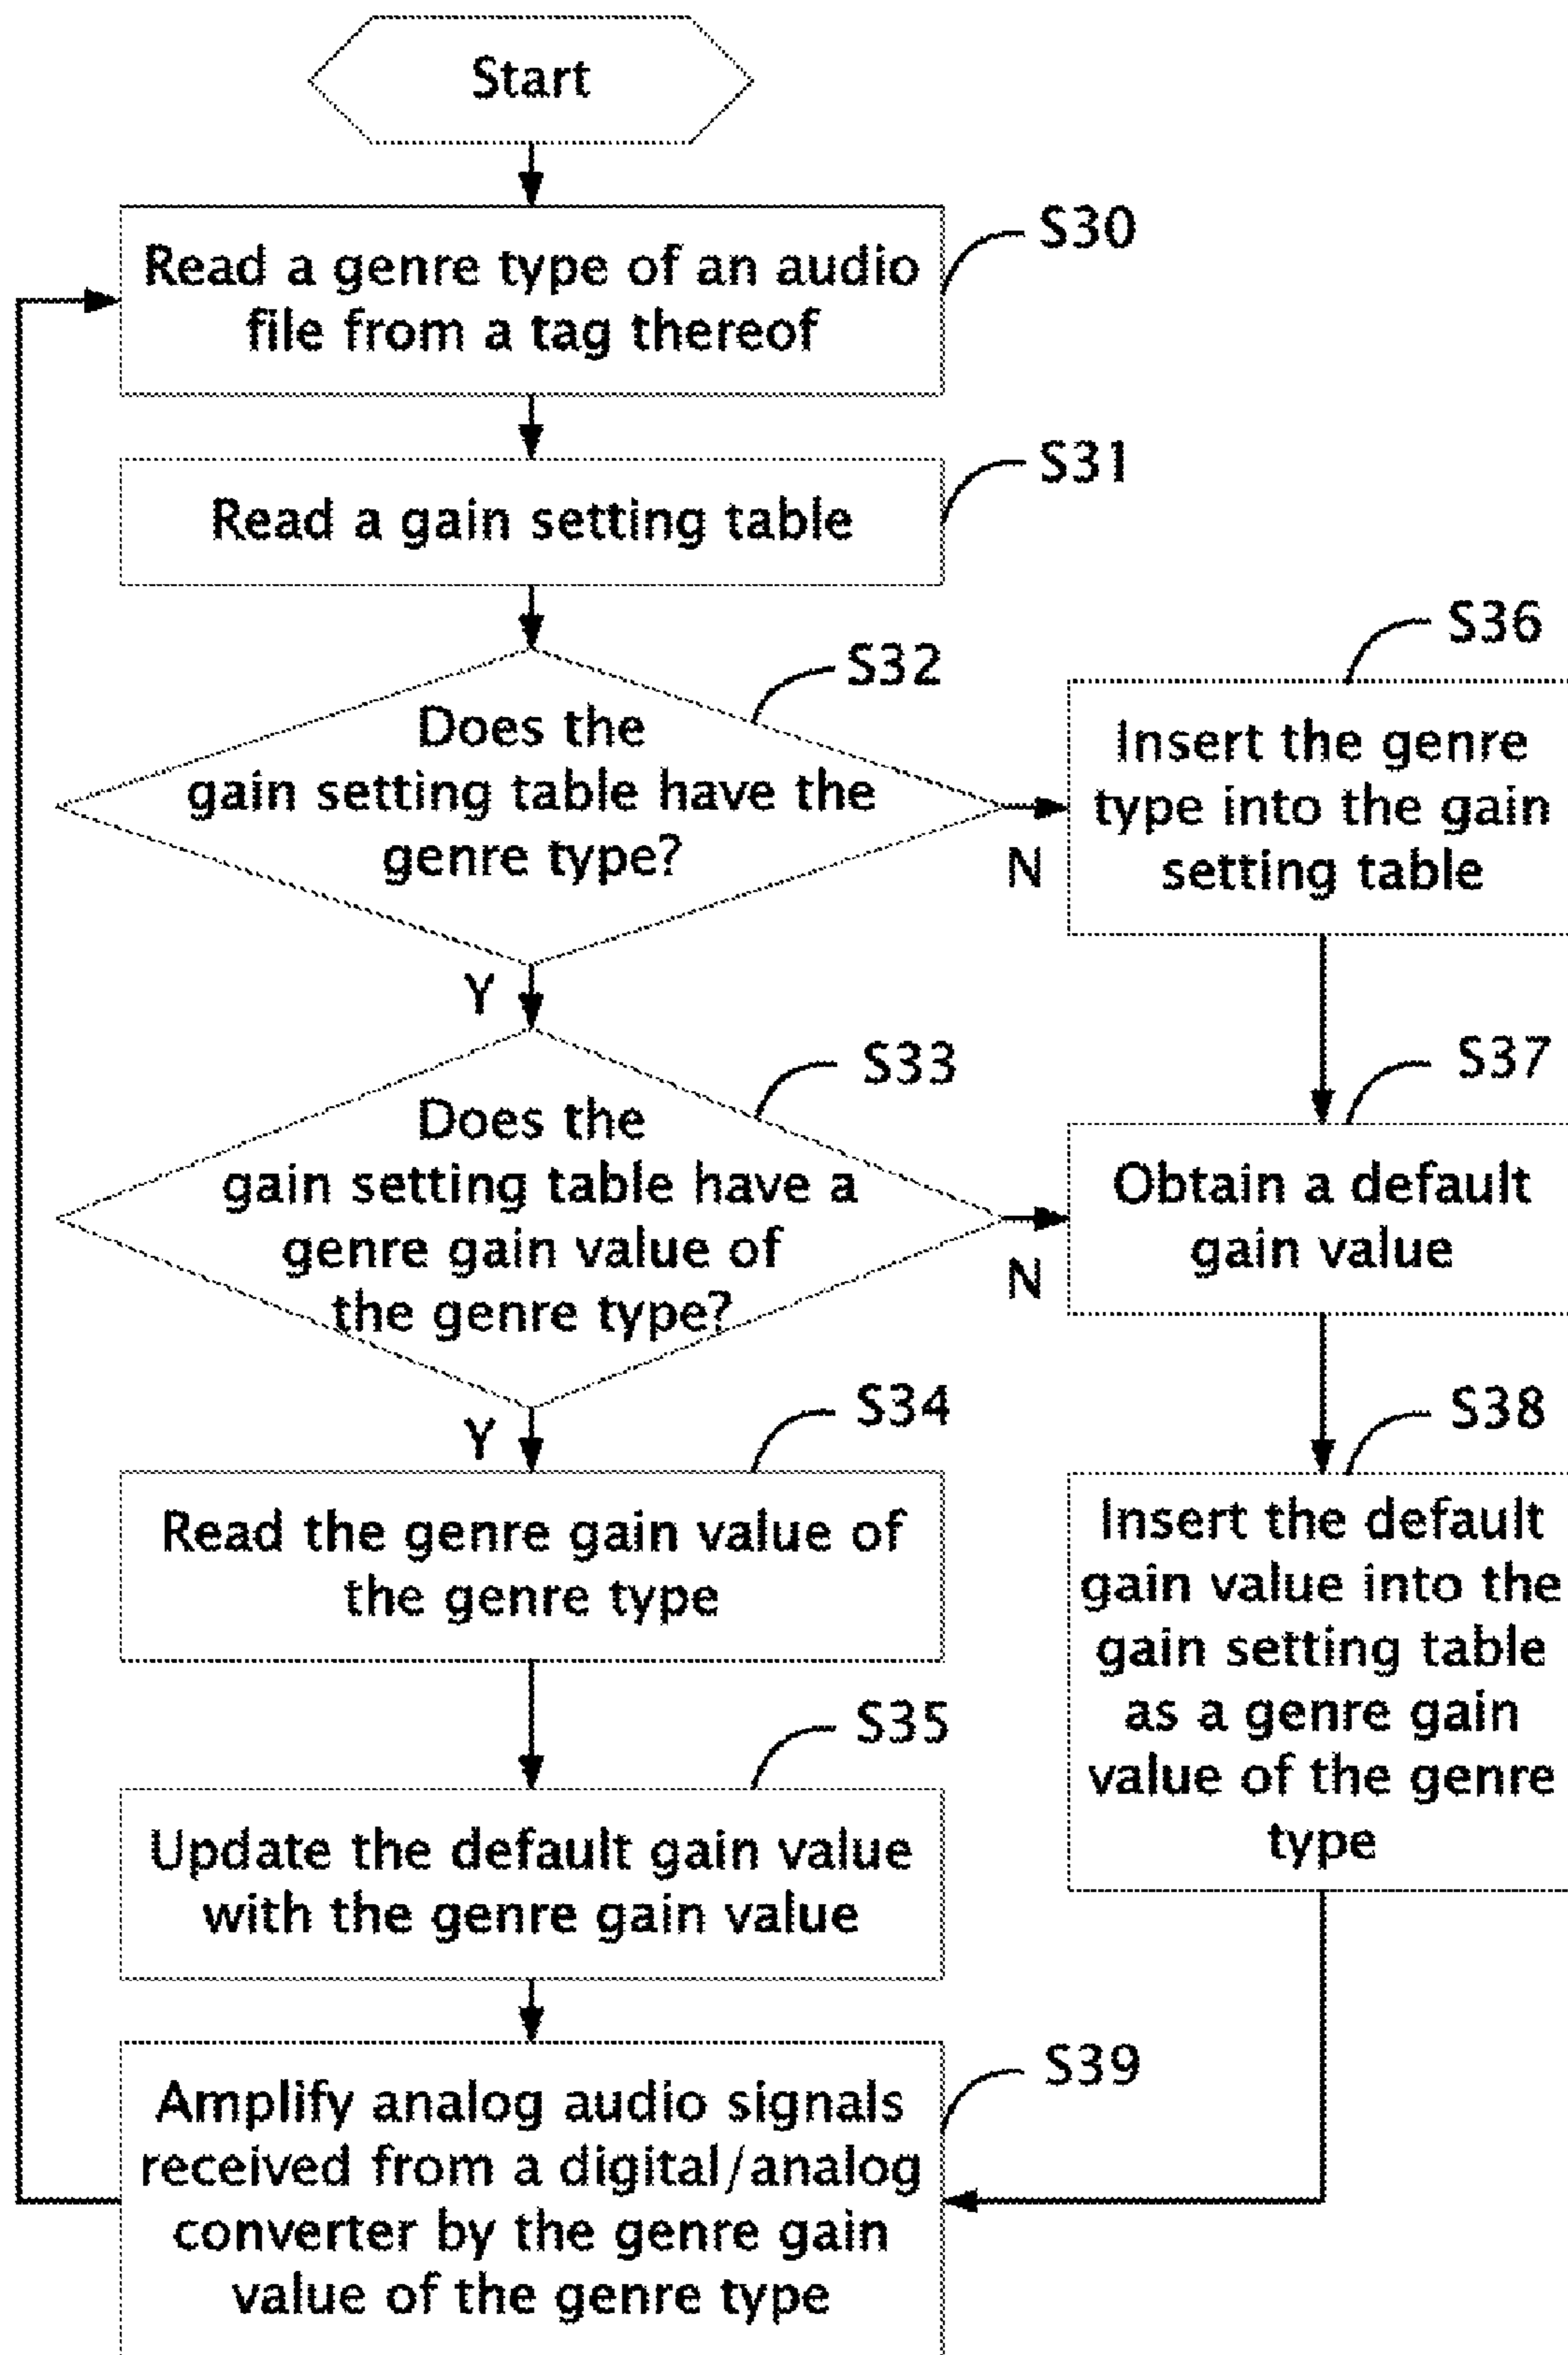 Start
S30
Read a genre type of an audio
file from a tag thereof
S31
Read a gain setting table
S32
Does the
gain setting table have the
genre type?
N
Y
S36
Insert the genre
type into the gain
setting table
S33
Does the
gain setting table have a
genre gain value of
the genre type?
N
Y
S37
Obtain a default
gain value
S34
Read the genre gain value of
the genre type
S38
Insert the default
gain value into the
gain setting table
as a genre gain
value of the genre
type
S35
Update the default gain value
with the genre gain value
S39
Amplify analog audio signals
received from a digital/analog
converter by the genre gain
value of the genre type